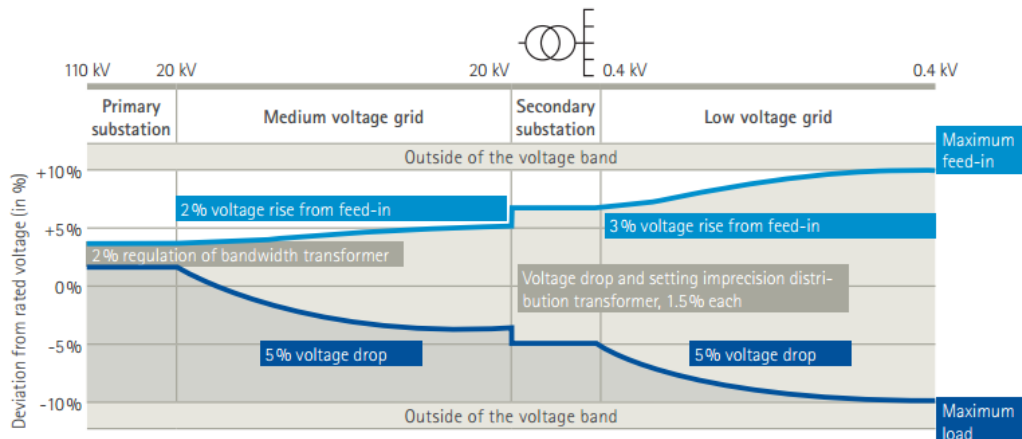 110 kV 20 kV 20 kV 0.4 kV 0.4 kV
Primary
substation
Medium voltage grid
Secondary
substation
Low voltage grid
Outside of the voltage band
Maximum
feed-in
Deviation from rated voltage (in %)
+10%
+5%
0%
-5%
-10%
2% voltage rise from feed-in
3% voltage rise from feed-in
2% regulation of bandwidth transformer
Voltage drop and setting imprecision distri-
bution transformer, 1.5% each
5% voltage drop
5% voltage drop
Outside of the voltage band
Maximum
load